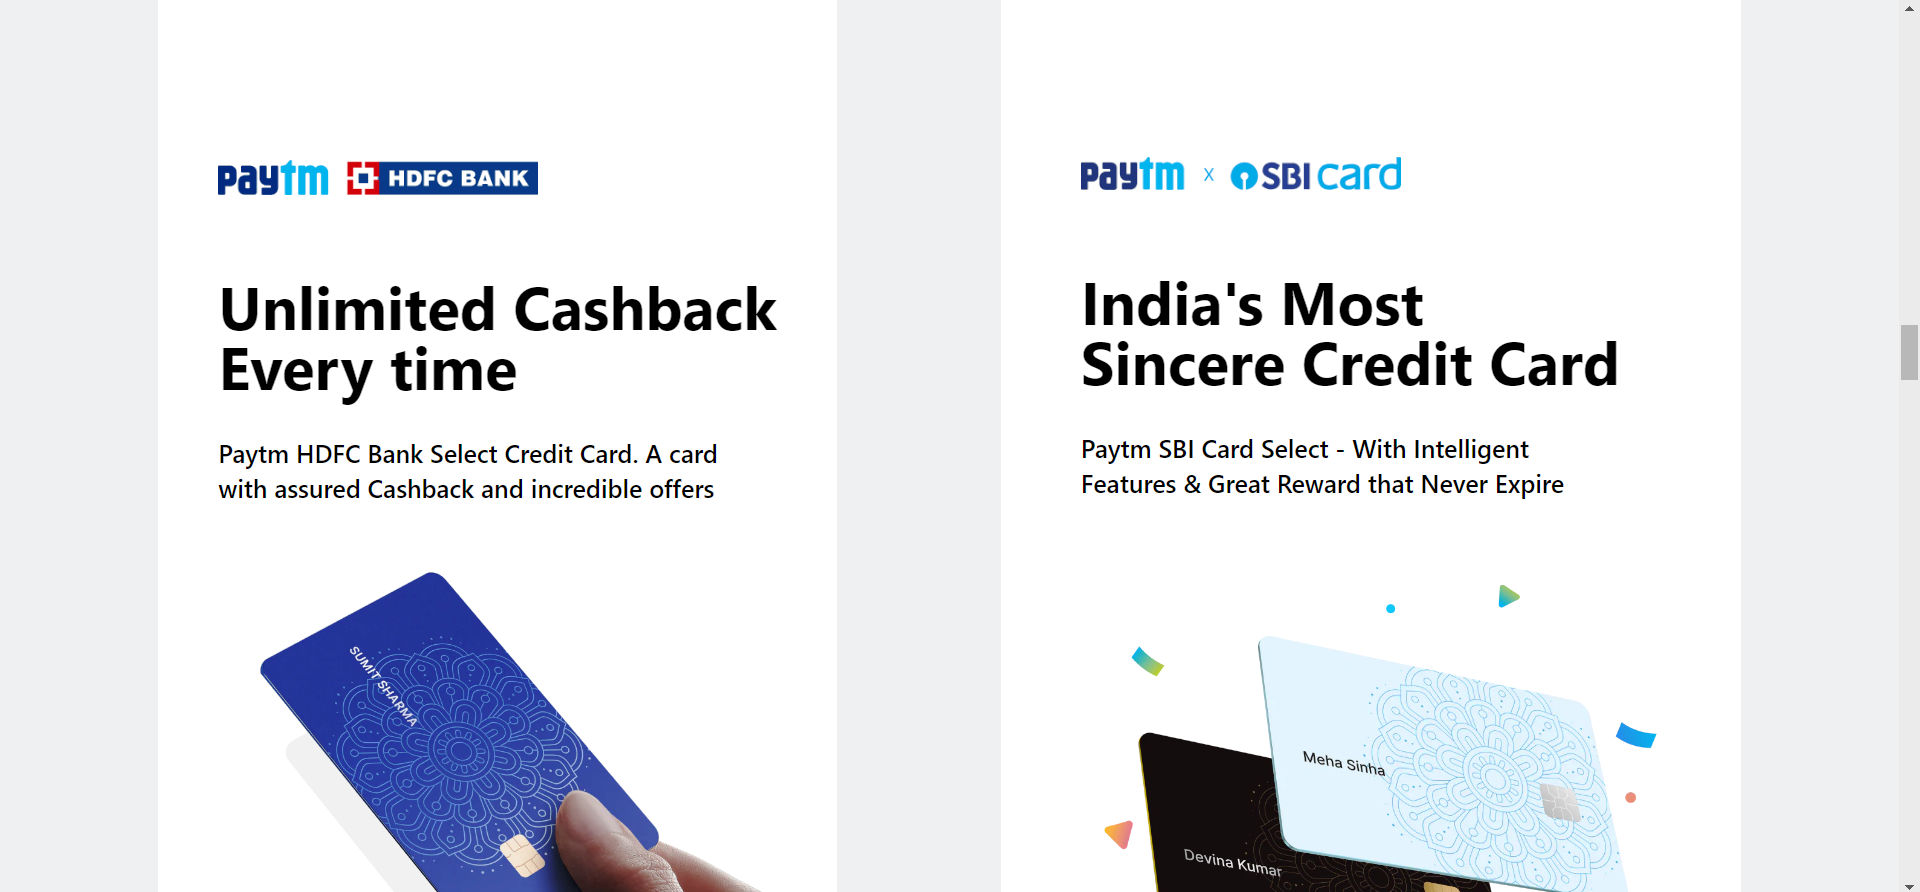 paytm HDFC BANK
Unlimited Cashback
Every time
Paytm HDFC Bank Select Credit Card. A card
with assured Cashback and incredible offers
SUMIT SHARMA
paytm x SBI card
India's Most
Sincere Credit Card
Paytm SBI Card Select - With Intelligent
Features & Great Reward that Never Expire
Meha Sinha
Devina Kumar